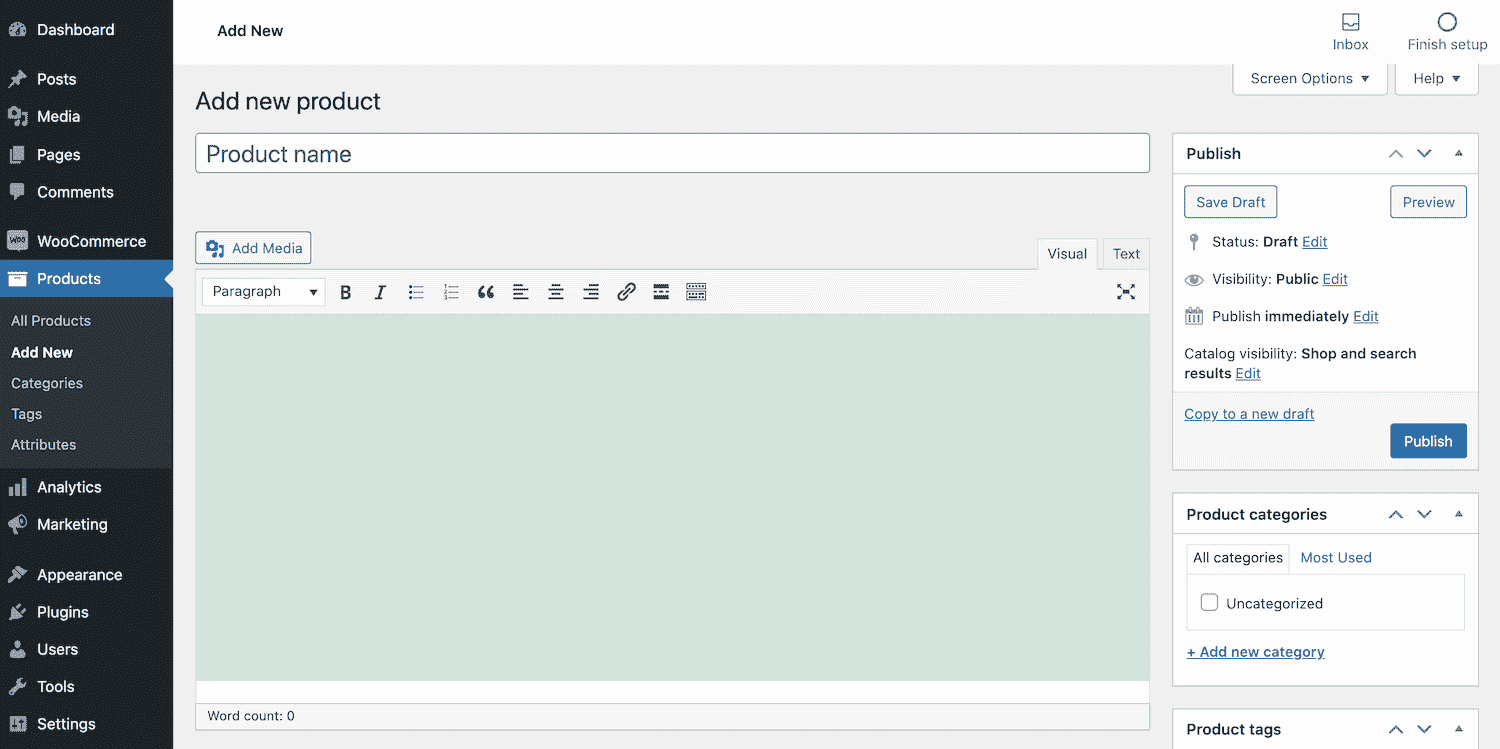 Dashboard
Posts
Media
Pages
Comments
WOO WooCommerce
Products
All Products
Add New
Categories
Tags
Attributes
Analytics
Marketing
Appearance
Plugins
Users
Tools
Settings
Add New
Inbox
Finish setup
Screen Options
Help
Add new product
Product name
Add Media
Visual
Text
Paragraph
B I
Word count: 0
Publish
Save Draft
Preview
Status: Draft Edit
Visibility: Public Edit
Publish immediately Edit
Catalog visibility: Shop and search
results Edit
Copy to a new draft
Publish
Product categories
All categories
Most Used
Uncategorized
+ Add new category
Product tags